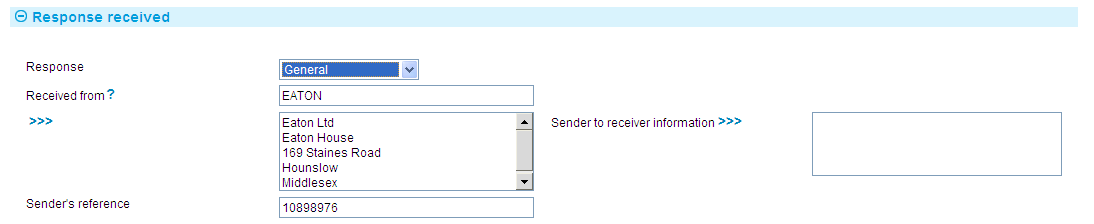 Response received
Response General
Received from ? EATON
>>> Eaton Ltd Sender to receiver information >>>
Eaton House
169 Staines Road
Hounslow
Middlesex
Sender's reference 10898976